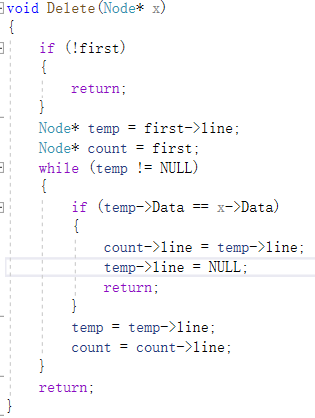 void Delete(Node* x)
{
    if (!first)
    {
        return;
    }
    Node* temp = first->line;
    Node* count = first;
    while (temp != NULL)
    {
        if (temp->Data == x->Data)
        {
            count->line = temp->line;
            temp->line = NULL;
            return;
        }
        temp = temp->line;
        count = count->line;
    }
    return;
}